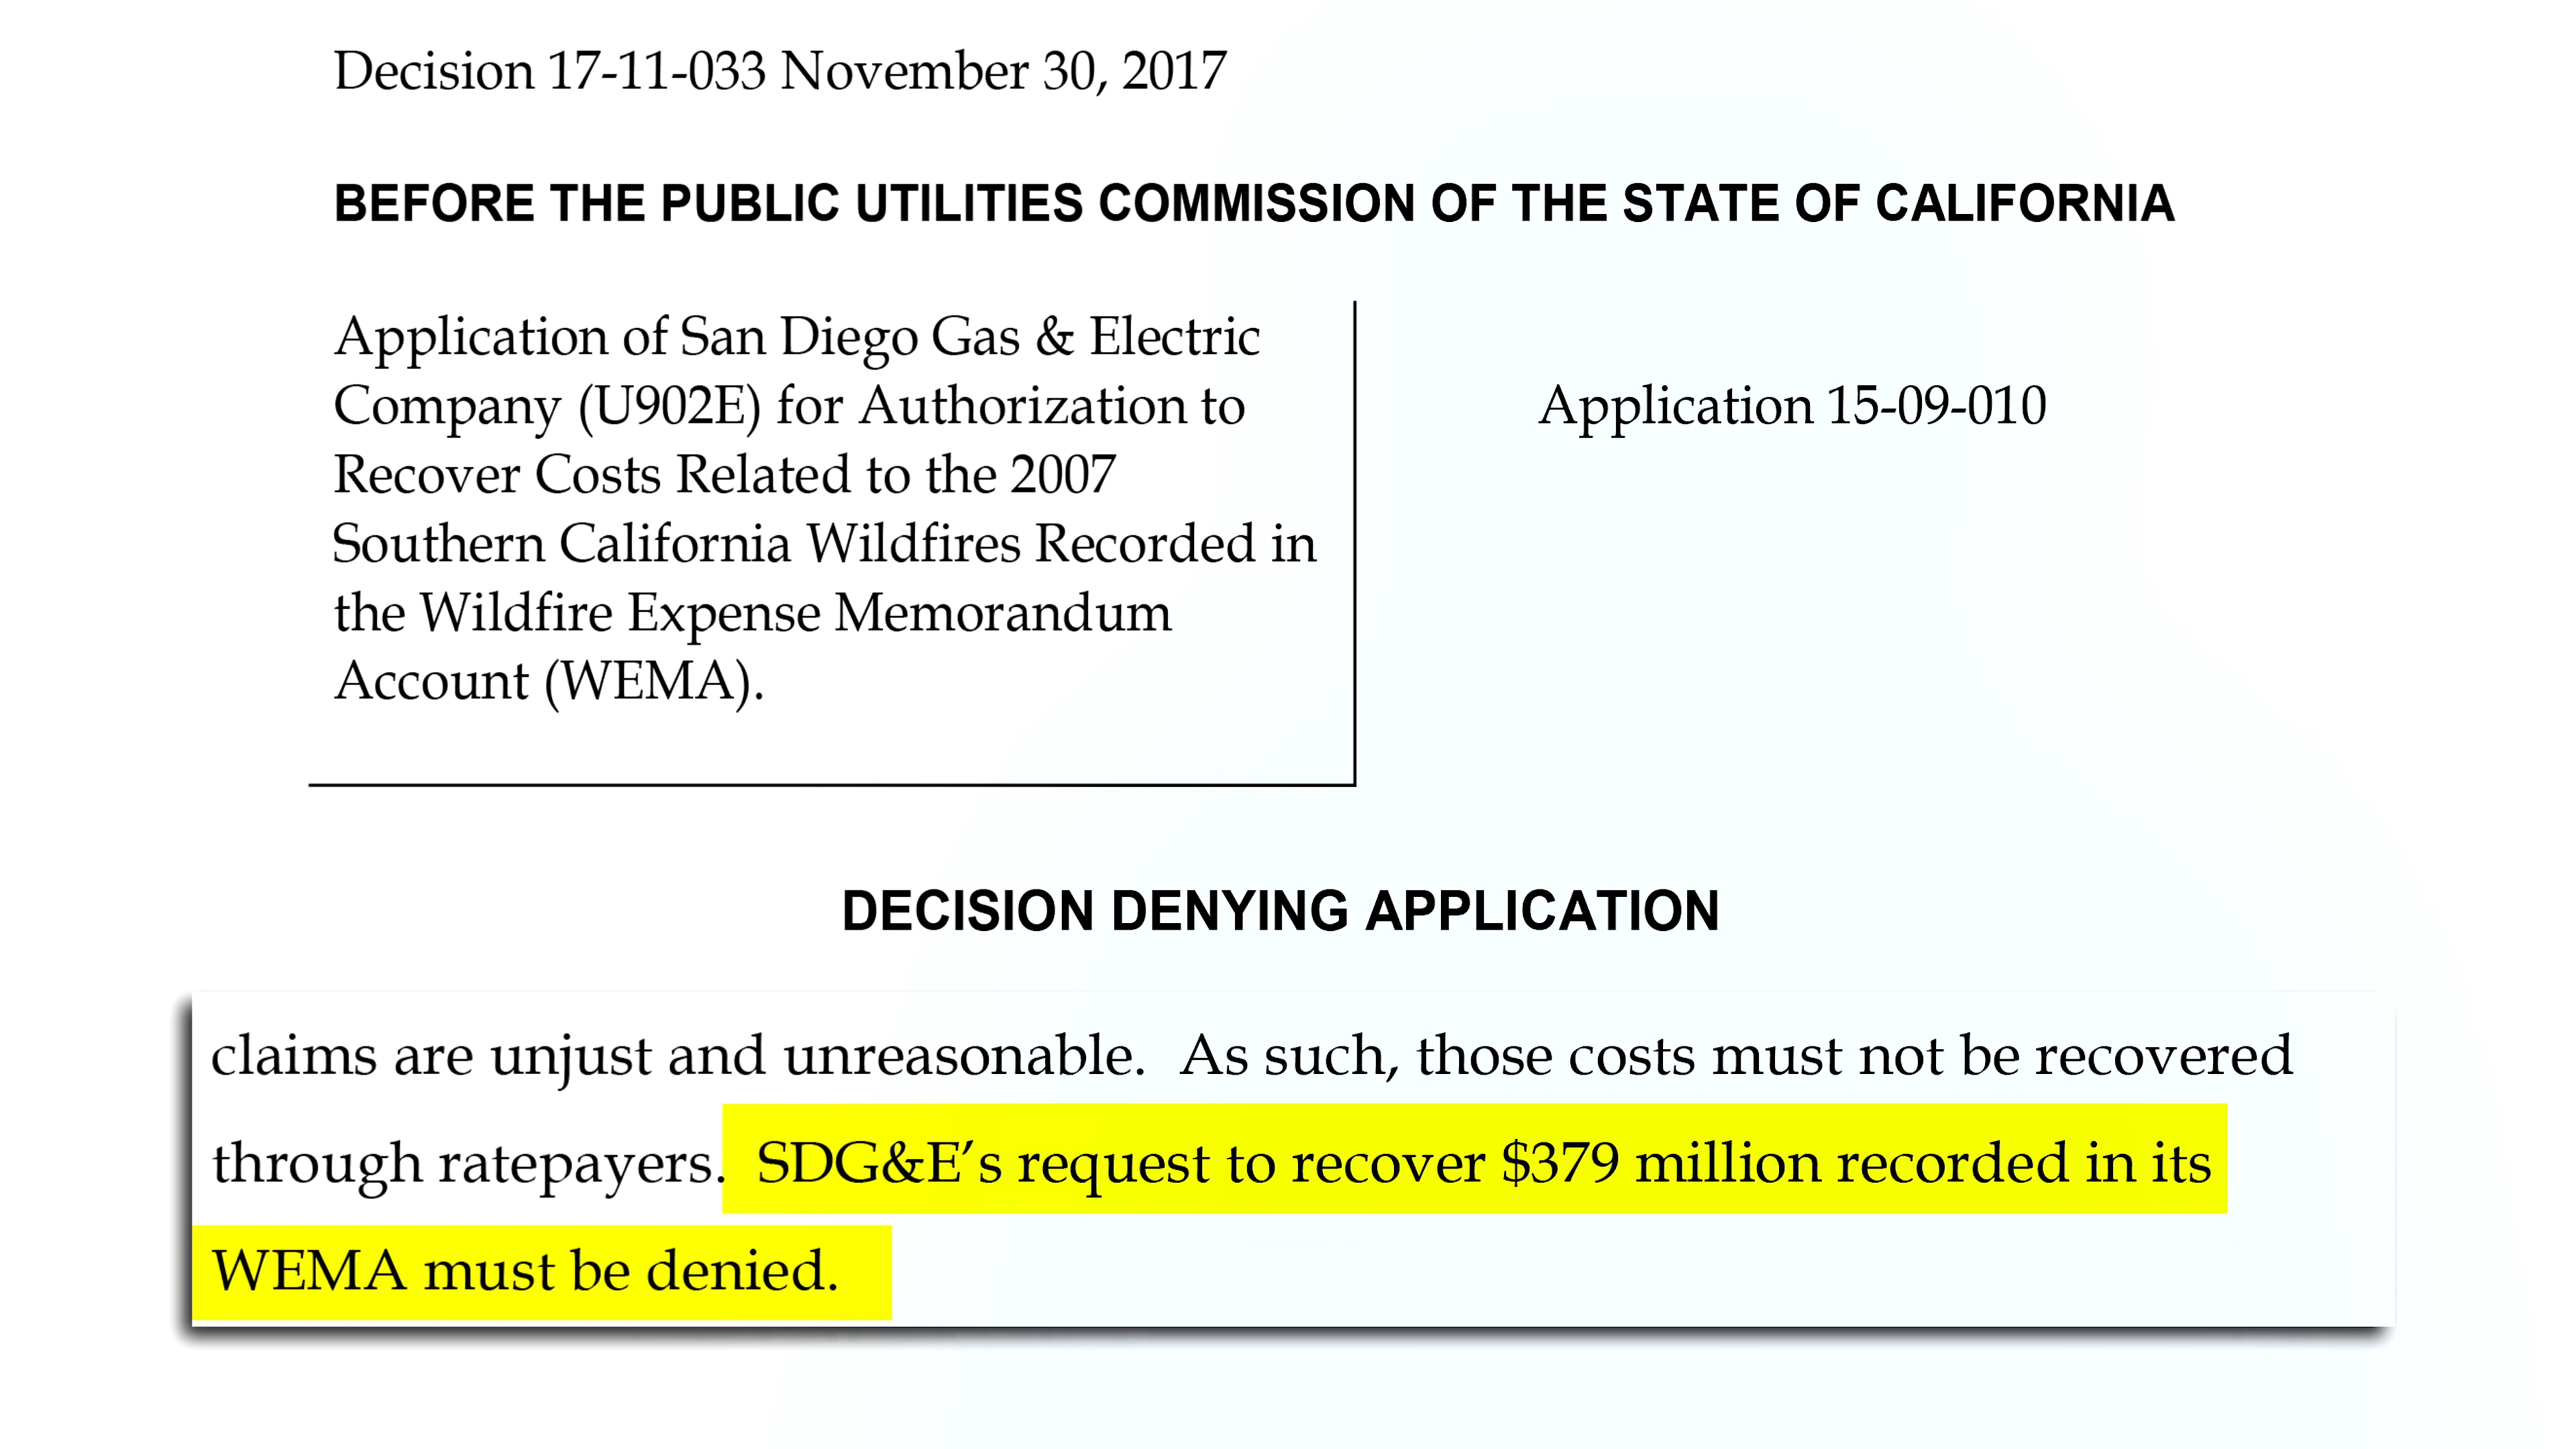 Decision 17-11-033 November 30, 2017
BEFORE THE PUBLIC UTILITIES COMMISSION OF THE STATE OF CALIFORNIA
Application of San Diego Gas & Electric
Company (U902E) for Authorization to
Recover Costs Related to the 2007
Southern California Wildfires Recorded in
the Wildfire Expense Memorandum
Account (WEMA).
Application 15-09-010
DECISION DENYING APPLICATION
claims are unjust and unreasonable. As such, those costs must not be recovered
through ratepayers. SDG&E’s request to recover $379 million recorded in its
WEMA must be denied.